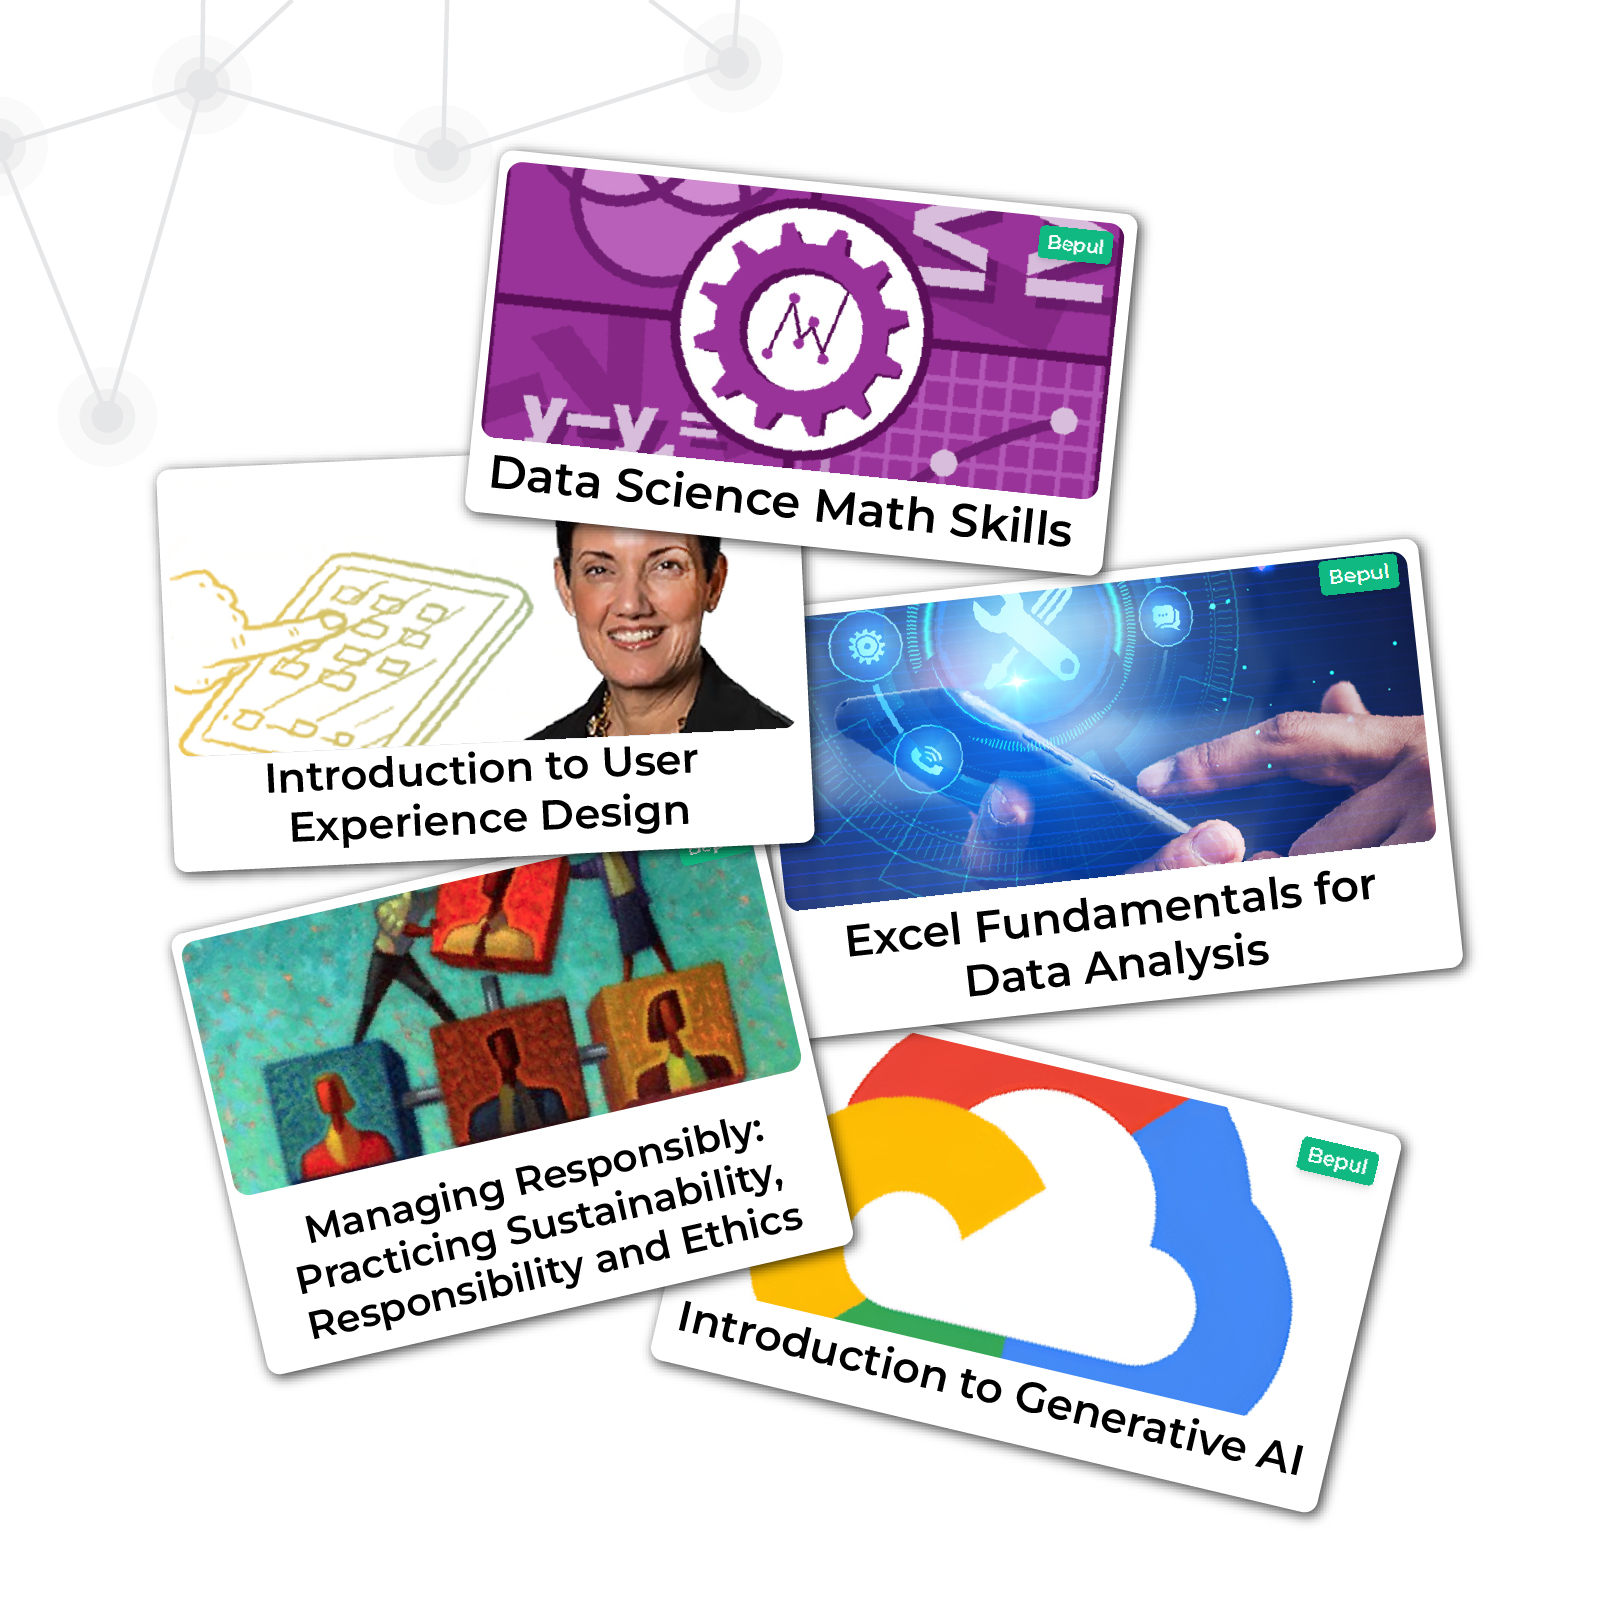 Bepul
y-y
Data Science Math Skills
Introduction to User
Experience Design
Bepul
Excel Fundamentals for
Data Analysis
Managing Responsibly:
Practicing Sustainability,
Responsibility and Ethics
Bepul
Introduction to Generative AI